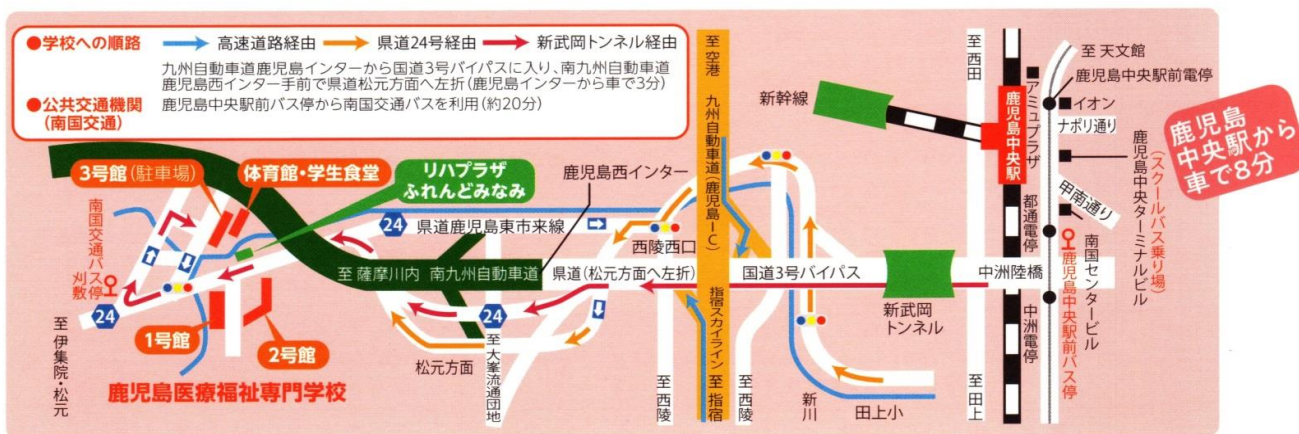 ●学校への順路 高速道路経由 県道24号経由 新武岡トンネル経由
九州自動車道鹿児島インターから国道3号バイパスに入り、南九州自動車道
鹿児島西インター手前で県道松元方面へ左折(鹿児島インターから車で3分)
●公共交通機関 鹿児島中央駅前バス停から南国交通バスを利用(約20分)
(南国交通)
3号館(駐車場)
体育館・学生食堂
リハプラザ
ふれんどみなみ
鹿児島西インター
南国交通バス停
刈敷
24
県道鹿児島東市来線
西陵西口
至 薩摩川内 南九州自動車道
県道(松元方面へ左折)
国道3号バイパス
中洲陸橋
24
24
1号館
2号館
松元方面
至 伊集院・松元
鹿児島医療福祉専門学校
至 大峯流通団地
至 西陵
至 空港
九州自動車道(鹿児島IC)
指宿スカイライン
至 指宿
至 西陵
新川
田上小
新武岡
トンネル
新幹線
至 西田
至 田上
鹿児島中央駅
アミュプラザ
都通電停
中洲電停
至 天文館
鹿児島中央駅前電停
イオン
ナポリ通り
甲南通り
鹿児島中央ターミナルビル
(スクールバス乗り場)
南国センタービル
鹿児島中央駅前バス停
鹿児島
中央駅から
車で8分